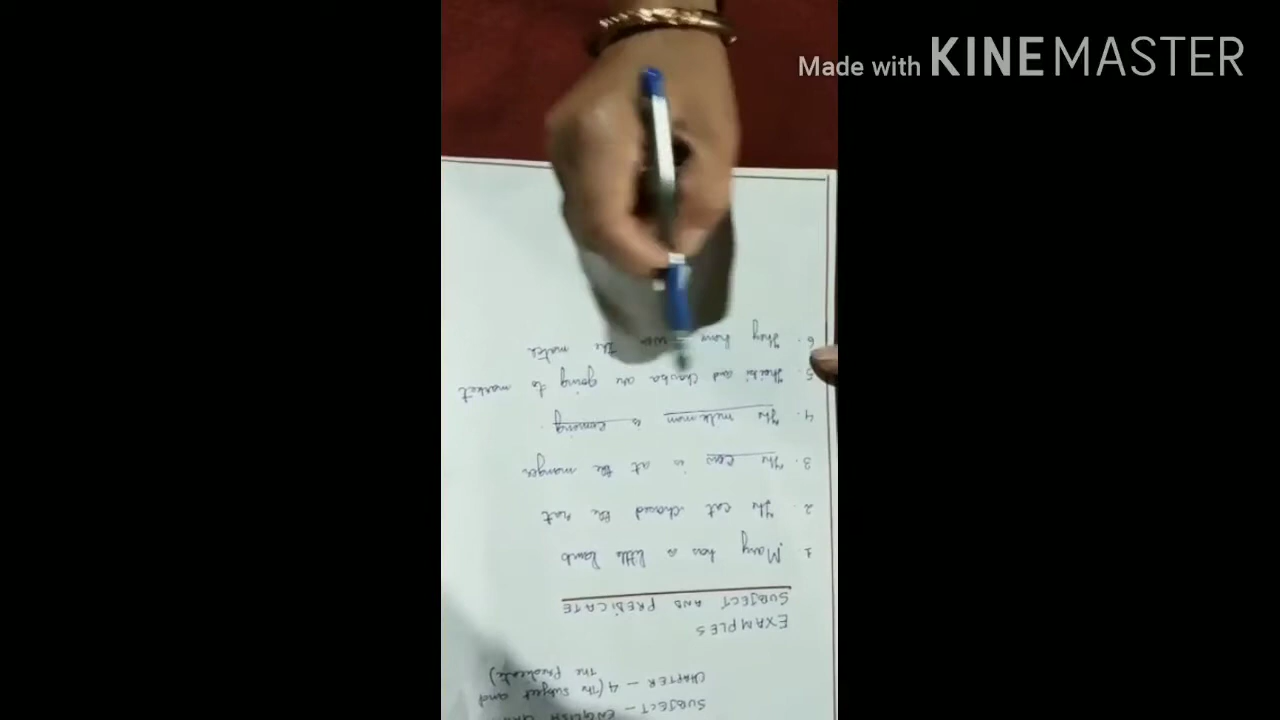 Made with KINEMASTER
SUBJECT - ENGLISH
CHAPTER - 4 (The subject and
The Predicate)
EXAMPLES
SUBJECT AND PREDICATE
1 Mary has a little lamb
2. The cat chased the rat
3. The cow is at the manger
4. The milkman is coming.
5. and Chaoba are going to market
6. They have won the match